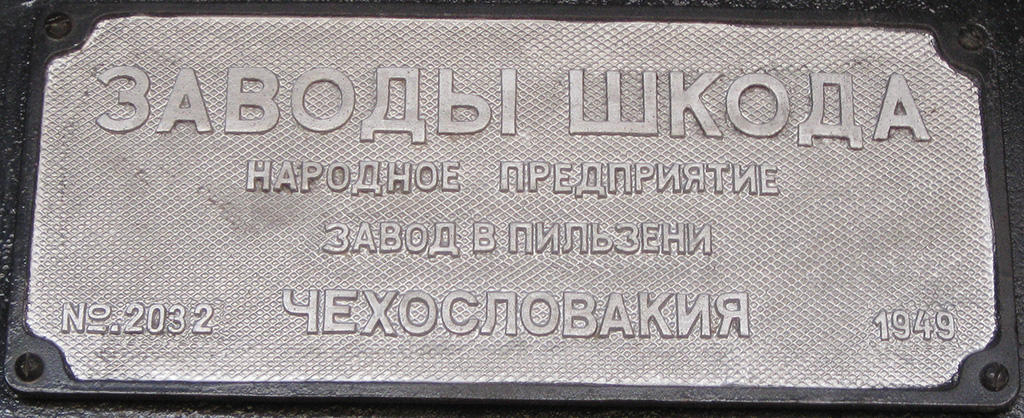 ЗАВОДЫ ШКОДА
НАРОДНОЕ ПРЕДПРИЯТИЕ
ЗАВОД В ПИЛЬЗЕНИ
№.2032 ЧЕХОСЛОВАКИЯ 1949